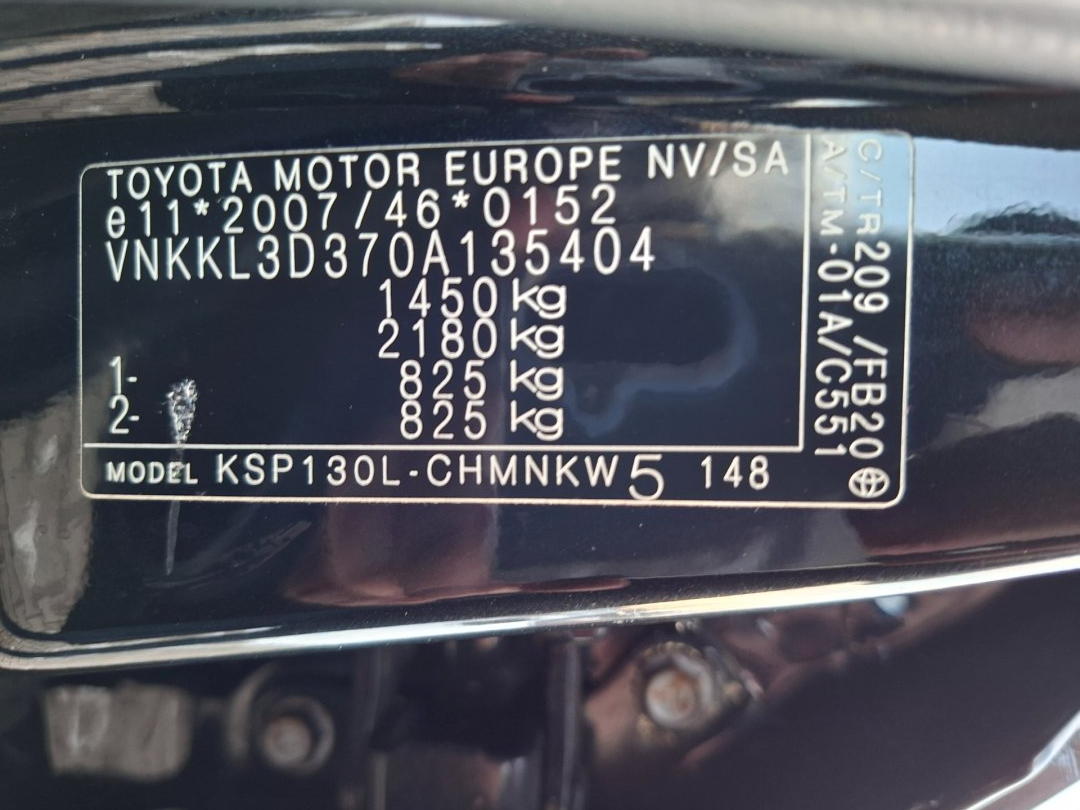 TOYOTA MOTOR EUROPE NV/SA
e11*2007/46*0152
VNKKL3D370A135404
1450 kg
2180 kg
1- 825 kg
2- 825 kg
MODEL KSP130L-CHMNKW5 148
C/TR209 /FB20
A/TM-01A/C551